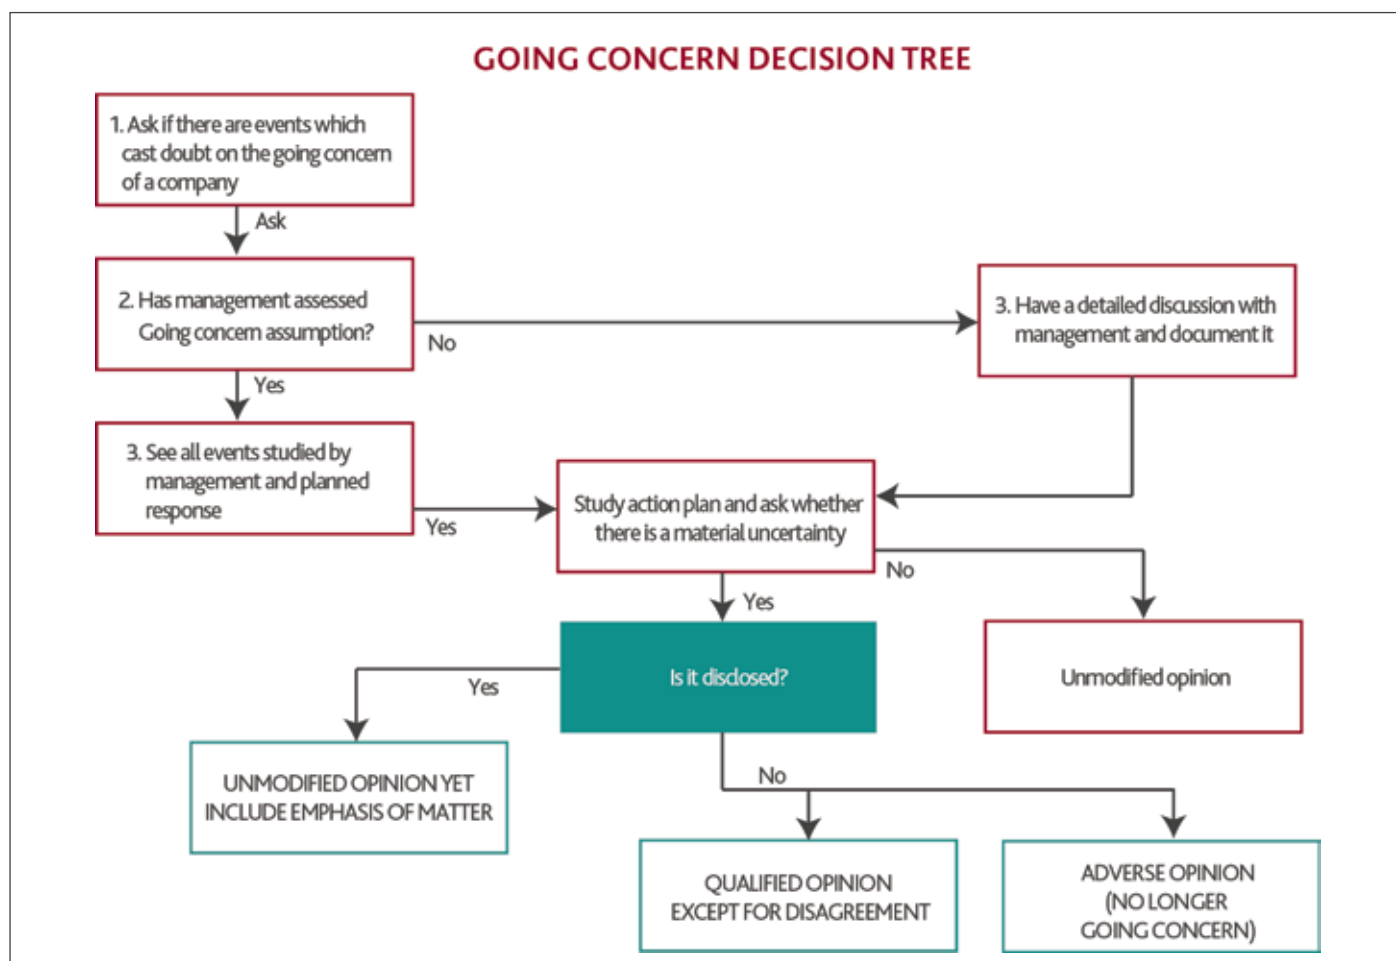 GOING CONCERN DECISION TREE
1. Ask if there are events which
cast doubt on the going concern
of a company
Ask
2. Has management assessed
Going concern assumption?
No
3. Have a detailed discussion with
management and document it
Yes
3. See all events studied by
management and planned
response
Yes
Study action plan and ask whether
there is a material uncertainty
No
Yes
Is it disclosed?
Unmodified opinion
Yes
UNMODIFIED OPINION YET
INCLUDE EMPHASIS OF MATTER
No
QUALIFIED OPINION
EXCEPT FOR DISAGREEMENT
ADVERSE OPINION
(NO LONGER
GOING CONCERN)